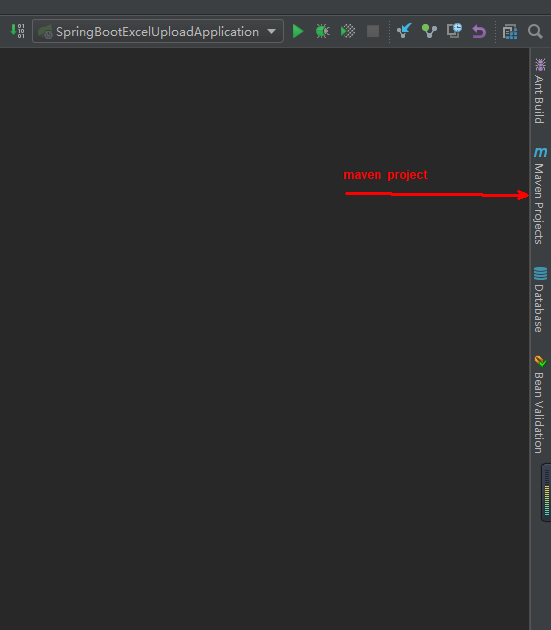 SpringBootExcelUploadApplication
Ant Build
maven project
Maven Projects
Database
Bean Validation